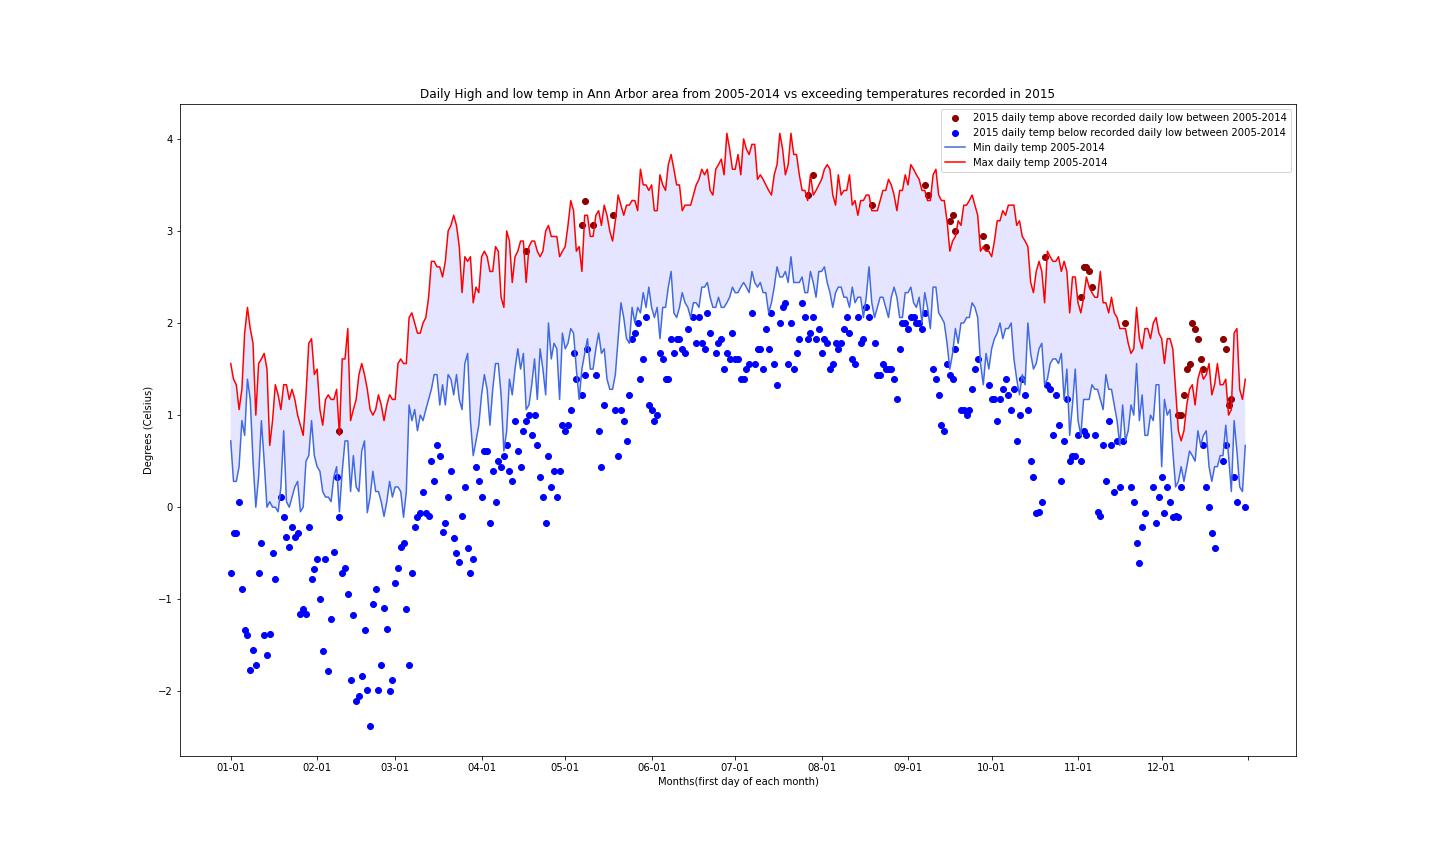 Daily High and low temp in Ann Arbor area from 2005-2014 vs exceeding temperatures recorded in 2015
2015 daily temp above recorded daily low between 2005-2014
2015 daily temp below recorded daily low between 2005-2014
Min daily temp 2005-2014
Max daily temp 2005-2014
4
3
2
1
0
−1
−2
Degrees (Celsius)
01-01 02-01 03-01 04-01 05-01 06-01 07-01 08-01 09-01 10-01 11-01 12-01
Months(first day of each month)